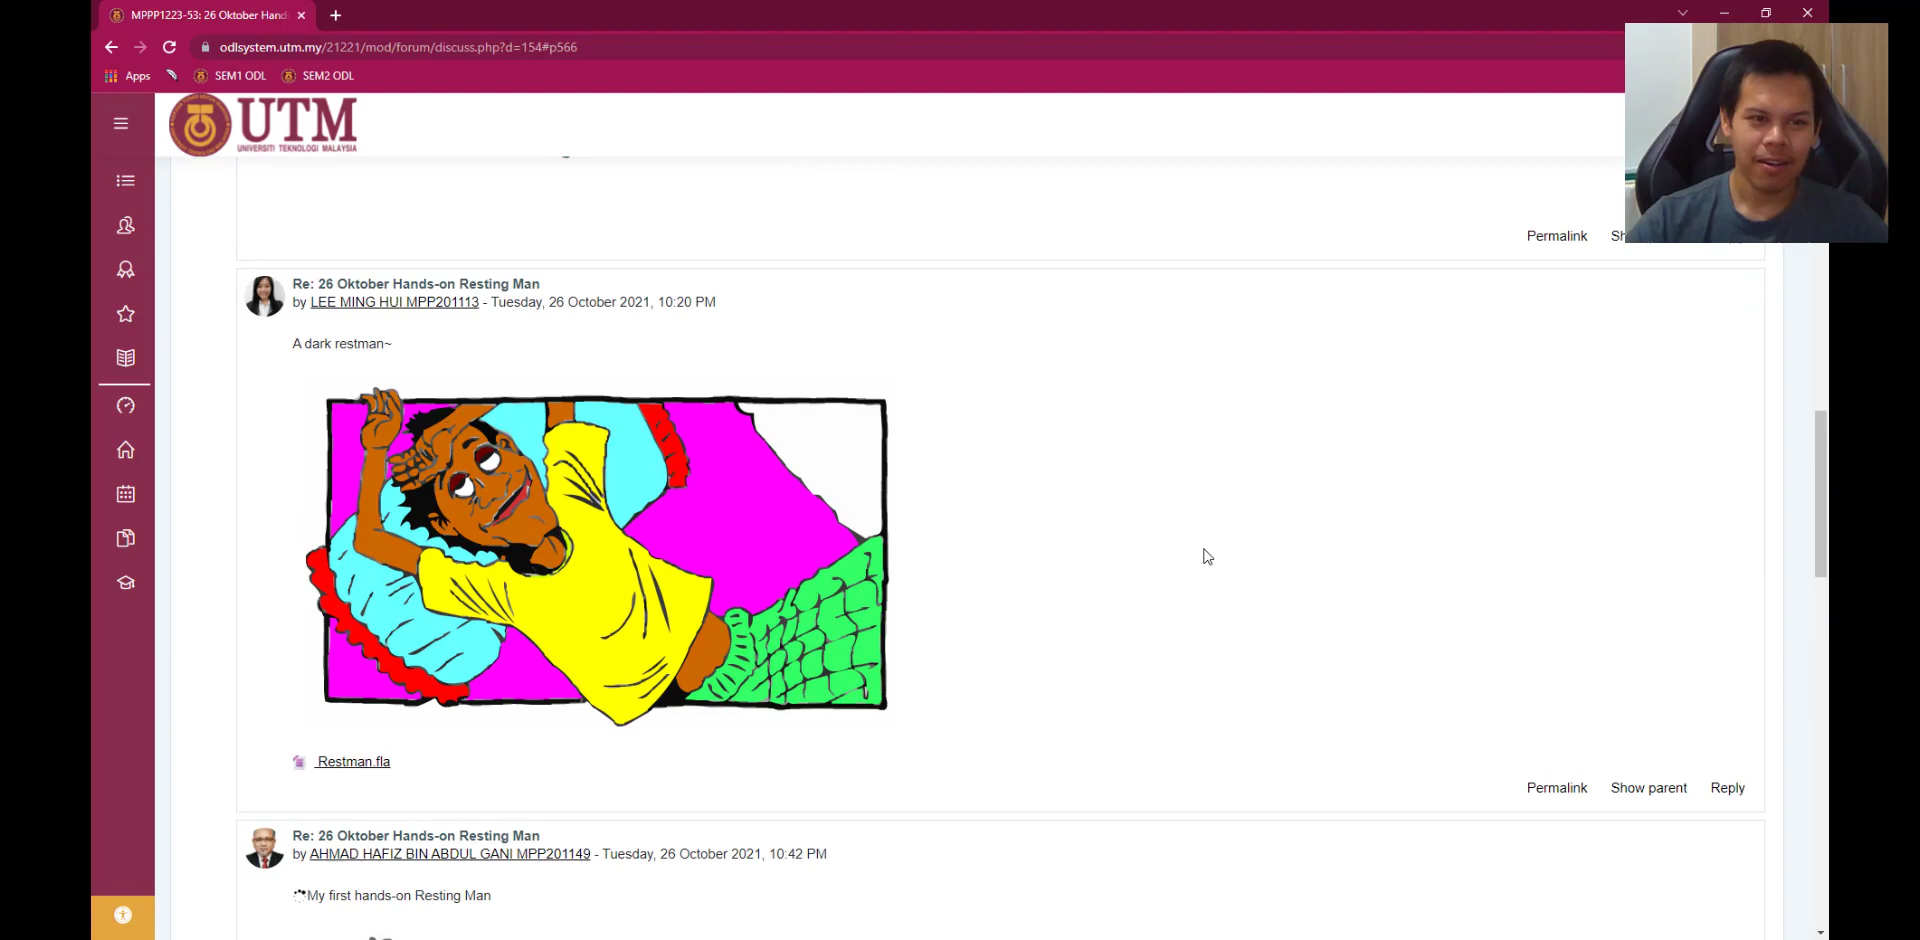 MPPP1223-53: 26 Oktober Hand
odlsystem.utm.my/21221/mod/forum/discuss.php?d=154#p566
Apps SEM1 ODL SEM2 ODL
UTM
UNIVERSITI TEKNOLOGI MALAYSIA
Permalink
Re: 26 Oktober Hands-on Resting Man
by LEE MING HUI MPP201113 - Tuesday, 26 October 2021, 10:20 PM
A dark restman~
Restman.fla
Permalink Show parent Reply
Re: 26 Oktober Hands-on Resting Man
by AHMAD HAFIZ BIN ABDUL GANI MPP201149 - Tuesday, 26 October 2021, 10:42 PM
My first hands-on Resting Man